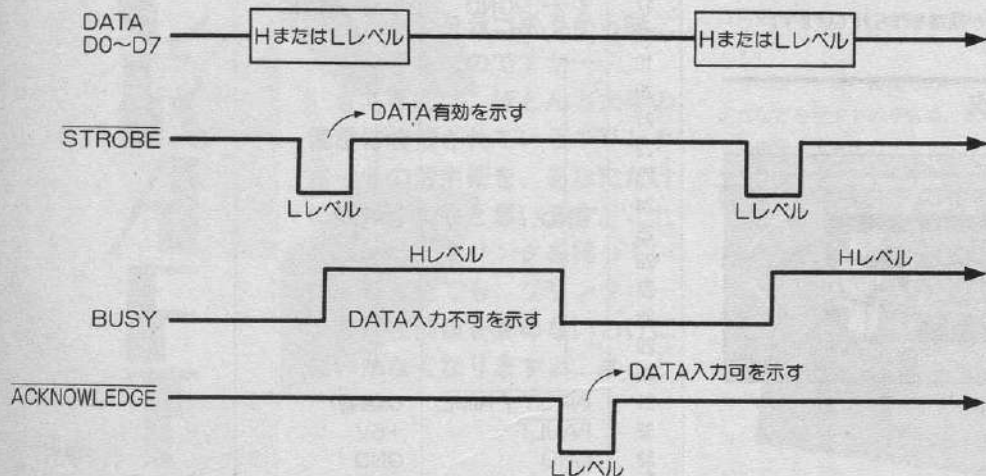 DATA
D0〜D7
HまたはLレベル
HまたはLレベル
DATA有効を示す
STROBE
Lレベル
Lレベル
Hレベル
Hレベル
BUSY
DATA入力不可を示す
DATA入力可を示す
ACKNOWLEDGE
Lレベル